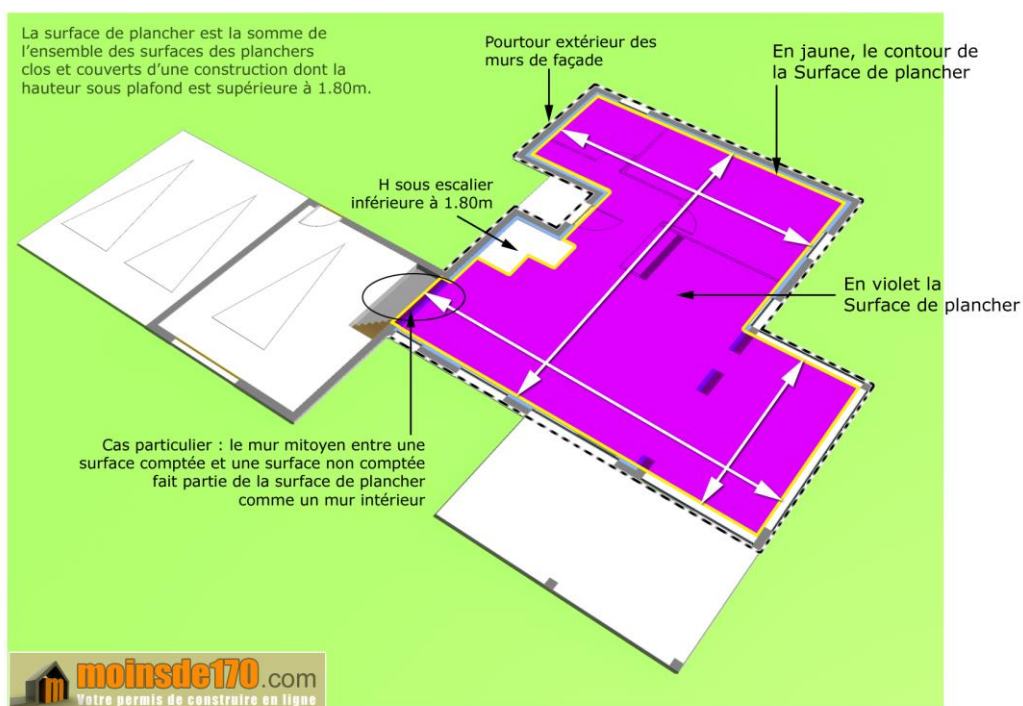 La surface de plancher est la somme de
l'ensemble des surfaces des planchers
clos et couverts d'une construction dont la
hauteur sous plafond est supérieure à 1.80m.
Pourtour extérieur des
murs de façade
En jaune, le contour de
la Surface de plancher
H sous escalier
inférieure à 1.80m
En violet la
Surface de plancher
Cas particulier : le mur mitoyen entre une
surface comptée et une surface non comptée
fait partie de la surface de plancher
comme un mur intérieur
m
moinsde170.com
Votre permis de construire en ligne